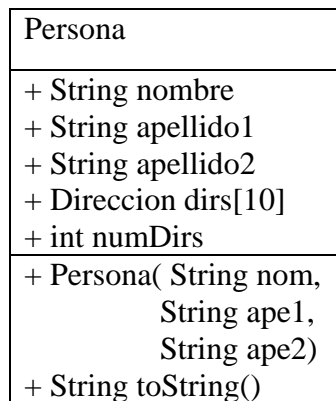 Persona
+ String nombre
+ String apellido1
+ String apellido2
+ Direccion dirs[10]
+ int numDirs
+ Persona( String nom,
String ape1,
String ape2)
+ String toString()